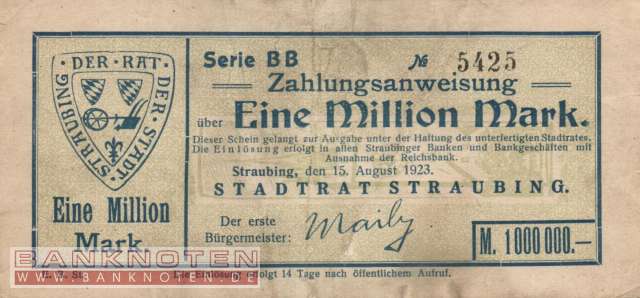 DER·RAT·DER·STADT·STRAUBING
Eine Million
Mark.
Serie BB № 5425
Zahlungsanweisung
über Eine Million Mark.
Dieser Schein gelangt zur Ausgabe unter der Haftung des unterfertigten Stadtrates.
Die Einlösung erfolgt in allen Straubinger Banken und Bankgeschäften mit
Ausnahme der Reichsbank.
Straubing, den 15. August 1923.
STADTRAT STRAUBING.
Der erste
Bürgermeister:
M. 1000000.—
Die Einlösung erfolgt 14 Tage nach öffentlichem Aufruf.
BANKNOTEN
WWW.BANKNOTEN.DE